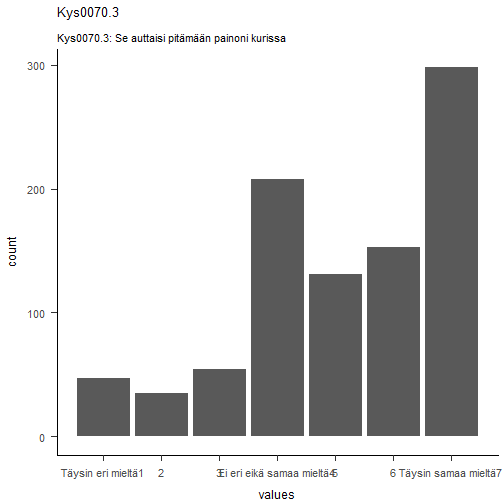 Kys0070.3
Kys0070.3: Se auttaisi pitämään painoni kurissa
300
200
100
0
count
Täysin eri mieltä1 2 3 Ei eri eikä samaa mieltä4 5 6 Täysin samaa mieltä7
values